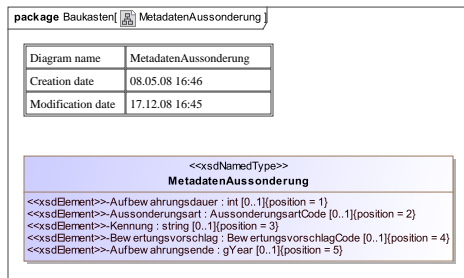 package Baukasten[ MetadatenAussonderung ]
Diagram name MetadatenAussonderung
Creation date 08.05.08 16:46
Modification date 17.12.08 16:45
<<xsdNamedType>>
MetadatenAussonderung
<<xsdElement>>-Aufbewahrungsdauer : int [0..1]{position = 1}
<<xsdElement>>-Aussonderungsart : AussonderungsartCode [0..1]{position = 2}
<<xsdElement>>-Kennung : string [0..1]{position = 3}
<<xsdElement>>-Bewertungsvorschlag : BewertungsvorschlagCode [0..1]{position = 4}
<<xsdElement>>-Aufbewahrungsende : gYear [0..1]{position = 5}